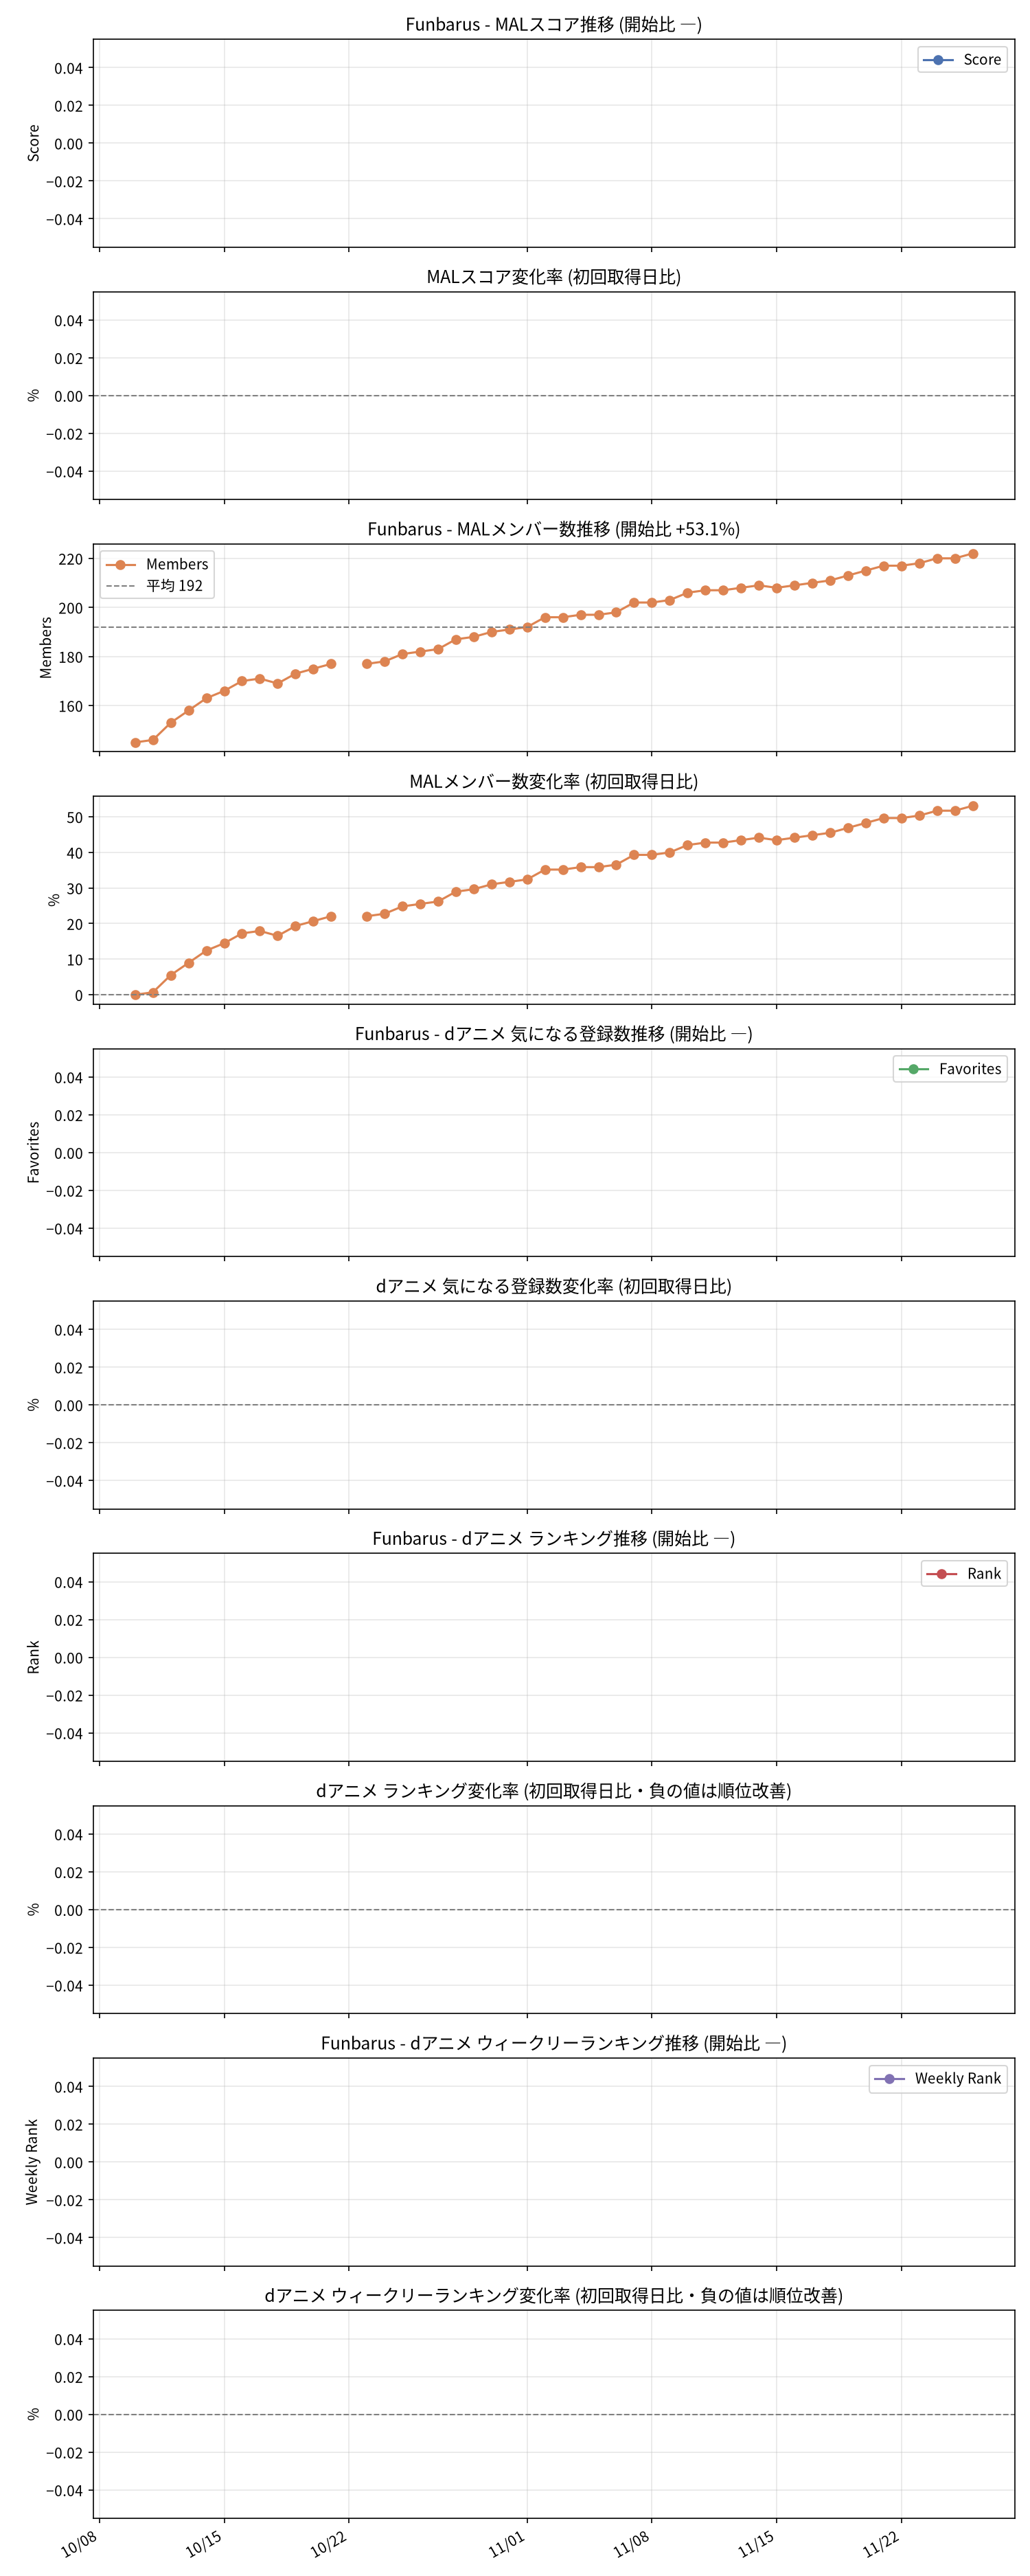 Funbarus - MALスコア推移 (開始比 —)
Score
0.04
0.02
0.00
−0.02
−0.04
Score
MALスコア変化率 (初回取得日比)
0.04
0.02
0.00
−0.02
−0.04
%
Funbarus - MALメンバー数推移 (開始比 +53.1%)
Members
平均 192
220
200
180
160
Members
MALメンバー数変化率 (初回取得日比)
50
40
30
20
10
0
%
Funbarus - dアニメ 気になる登録数推移 (開始比 —)
Favorites
0.04
0.02
0.00
−0.02
−0.04
Favorites
dアニメ 気になる登録数変化率 (初回取得日比)
0.04
0.02
0.00
−0.02
−0.04
%
Funbarus - dアニメ ランキング推移 (開始比 —)
Rank
0.04
0.02
0.00
−0.02
−0.04
Rank
dアニメ ランキング変化率 (初回取得日比・負の値は順位改善)
0.04
0.02
0.00
−0.02
−0.04
%
Funbarus - dアニメ ウィークリーランキング推移 (開始比 —)
Weekly Rank
0.04
0.02
0.00
−0.02
−0.04
Weekly Rank
dアニメ ウィークリーランキング変化率 (初回取得日比・負の値は順位改善)
0.04
0.02
0.00
−0.02
−0.04
%
10/08
10/15
10/22
11/01
11/08
11/15
11/22